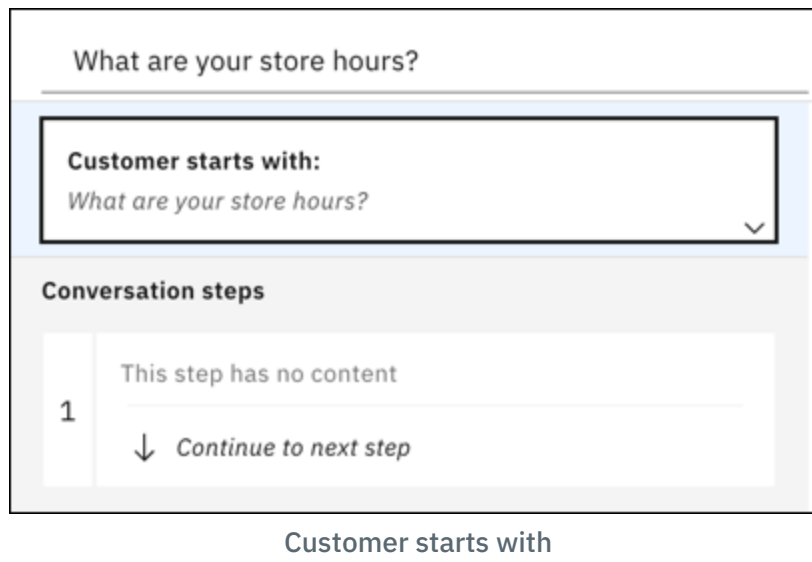 What are your store hours?
Customer starts with:
What are your store hours?
Conversation steps
This step has no content
1
Continue to next step
Customer starts with